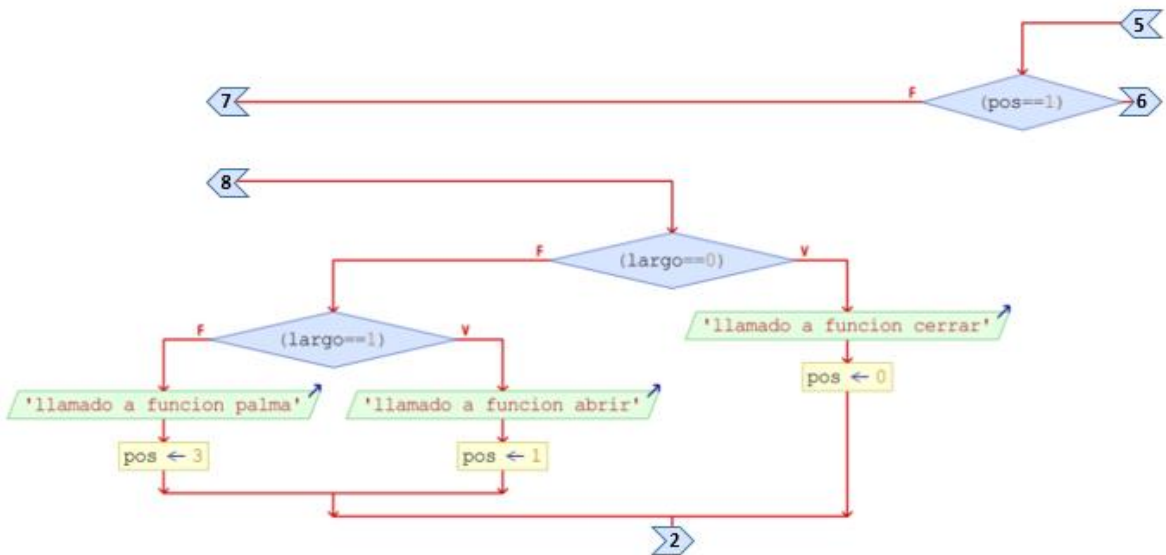 5
F
7
(pos==1)
6
8
F
(largo==0)
V
'llamado a funcion cerrar'
F
(largo==1)
V
pos ← 0
'llamado a funcion palma'
'llamado a funcion abrir'
pos ← 3
pos ← 1
2